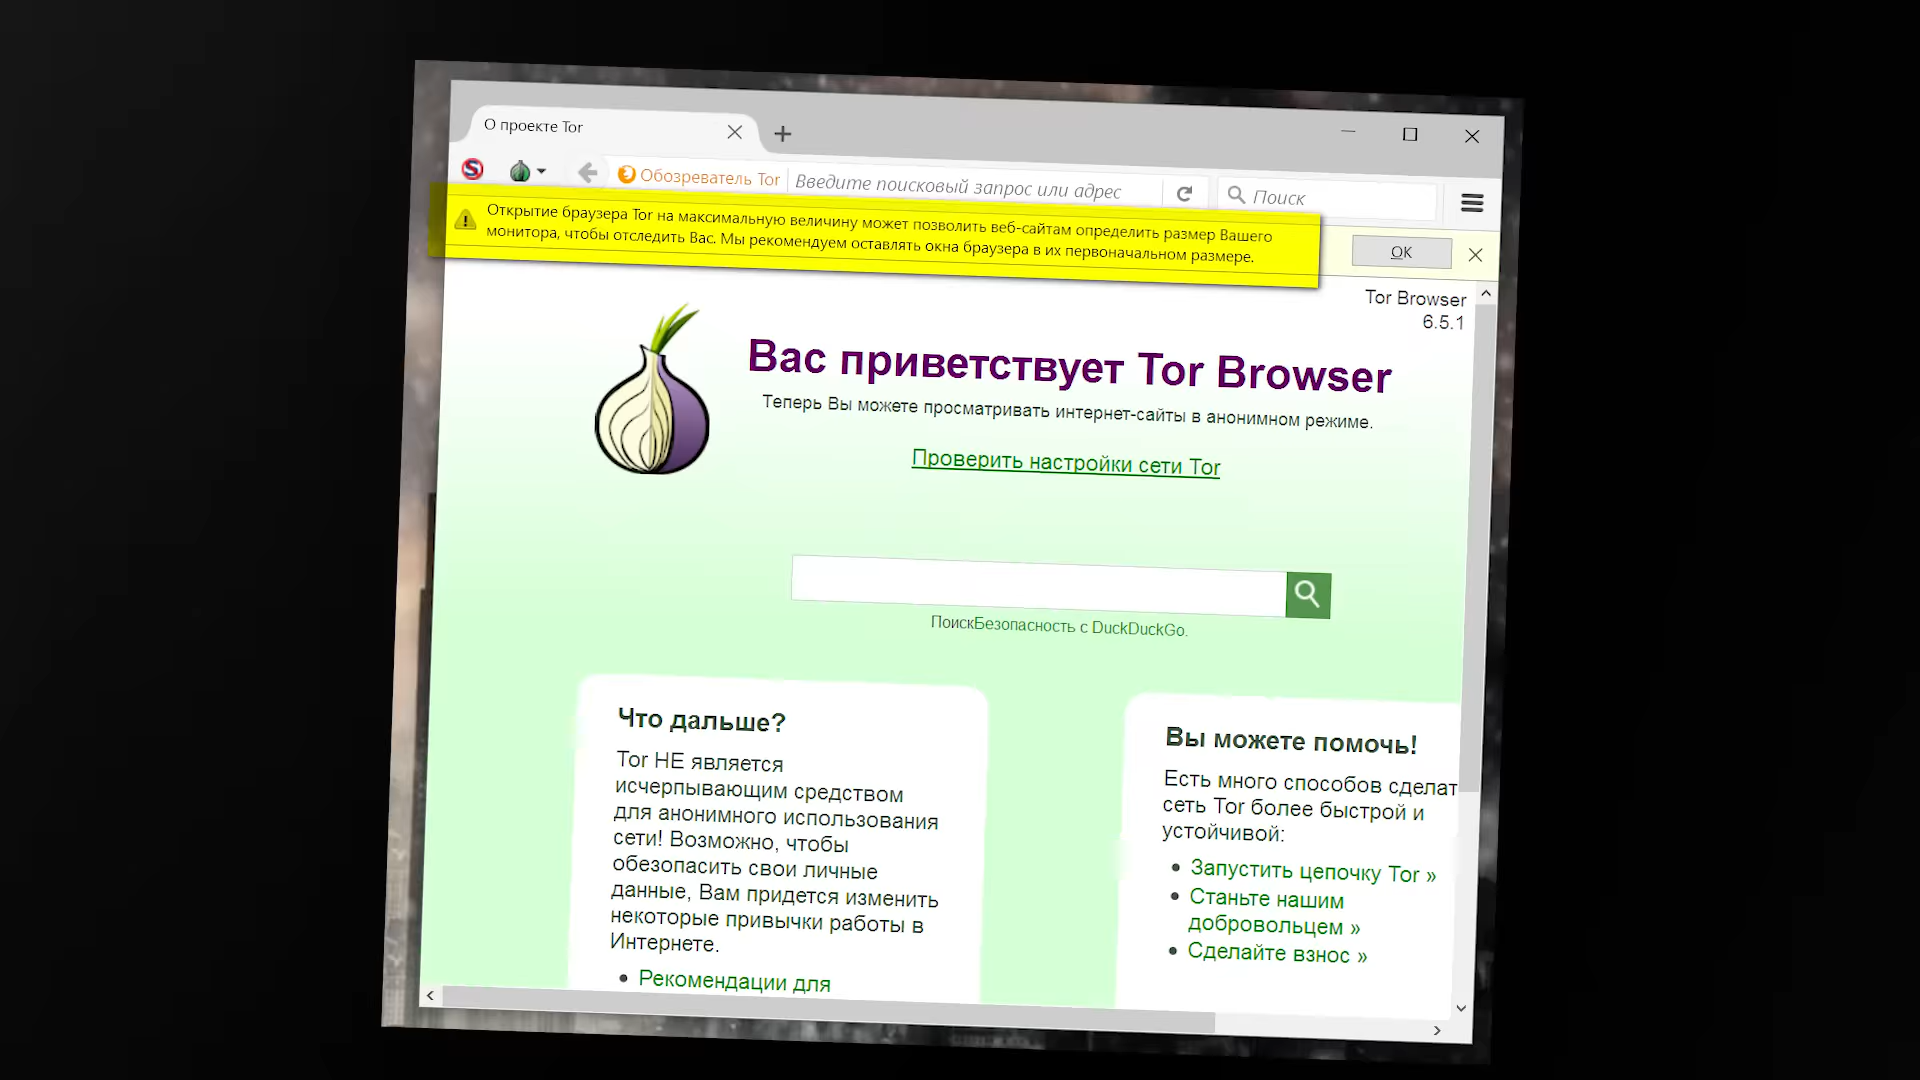 О проекте Tor
Обозреватель Tor
Введите поисковый запрос или адрес
Поиск
Открытие браузера Tor на максимальную величину может позволить веб-сайтам определить размер Вашего
монитора, чтобы отследить Вас. Мы рекомендуем оставлять окна браузера в их первоначальном размере.
OK
Tor Browser
6.5.1
Вас приветствует Tor Browser
Теперь Вы можете просматривать интернет-сайты в анонимном режиме.
Проверить настройки сети Tor
ПоискБезопасность с DuckDuckGo.
Что дальше?
Tor НЕ является
исчерпывающим средством
для анонимного использования
сети! Возможно, чтобы
обезопасить свои личные
данные, Вам придется изменить
некоторые привычки работы в
Интернете.
• Рекомендации для
Вы можете помочь!
Есть много способов сделат
сеть Tor более быстрой и
устойчивой:
• Запустить цепочку Tor »
• Станьте нашим
добровольцем »
• Сделайте взнос »